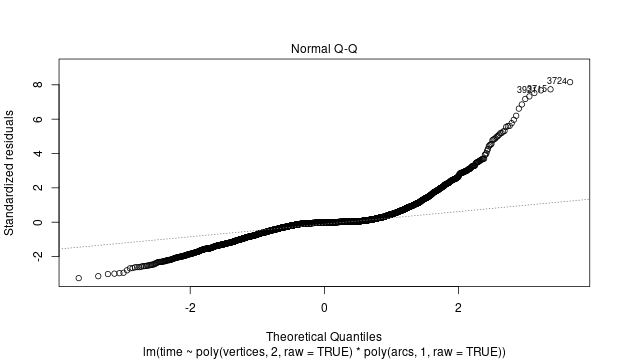 Normal Q-Q
Standardized residuals
8
6
4
2
0
-2
3724
-2 0 2
Theoretical Quantiles
lm(time ~ poly(vertices, 2, raw = TRUE) * poly(arcs, 1, raw = TRUE))